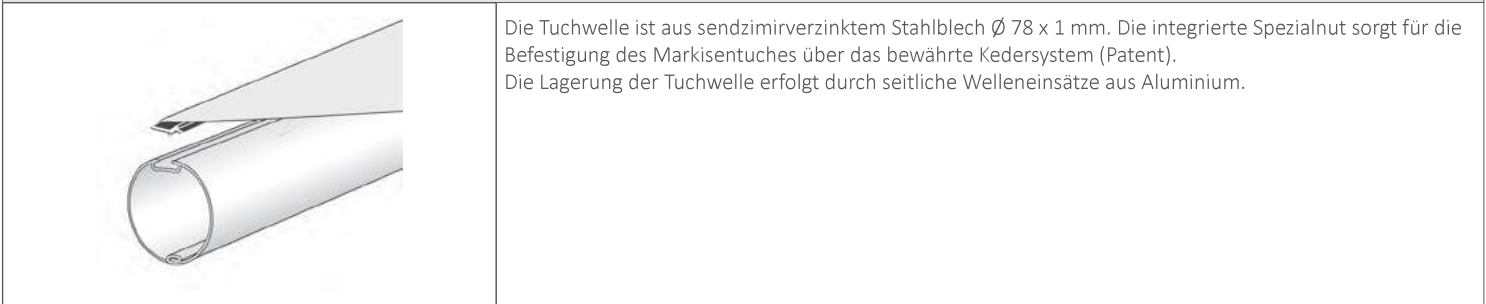 Die Tuchwelle ist aus sendzimirverzinktem Stahlblech Ø 78 x 1 mm. Die integrierte Spezialnut sorgt für die
Befestigung des Markisentuches über das bewährte Kedersystem (Patent).
Die Lagerung der Tuchwelle erfolgt durch seitliche Welleneinsätze aus Aluminium.